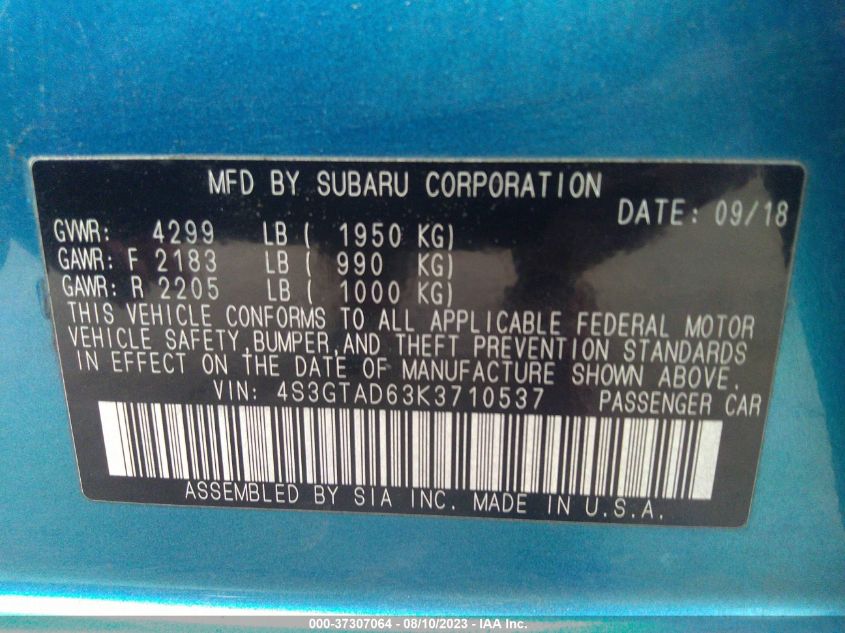 MFD BY SUBARU CORPORATION
DATE: 09/18
GVWR: 4299 LB ( 1950 KG)
GAWR: F 2183 LB ( 990 KG)
GAWR: R 2205 LB ( 1000 KG)
THIS VEHICLE CONFORMS TO ALL APPLICABLE FEDERAL MOTOR
VEHICLE SAFETY,BUMPER,AND THEFT PREVENTION STANDARDS
IN EFFECT ON THE DATE OF MANUFACTURE SHOWN ABOVE.
VIN: 4S3GTAD63K3710537 PASSENGER CAR
ASSEMBLED BY SIA INC. MADE IN U.S.A.
000-37307064 - 08/10/2023 - IAA Inc.